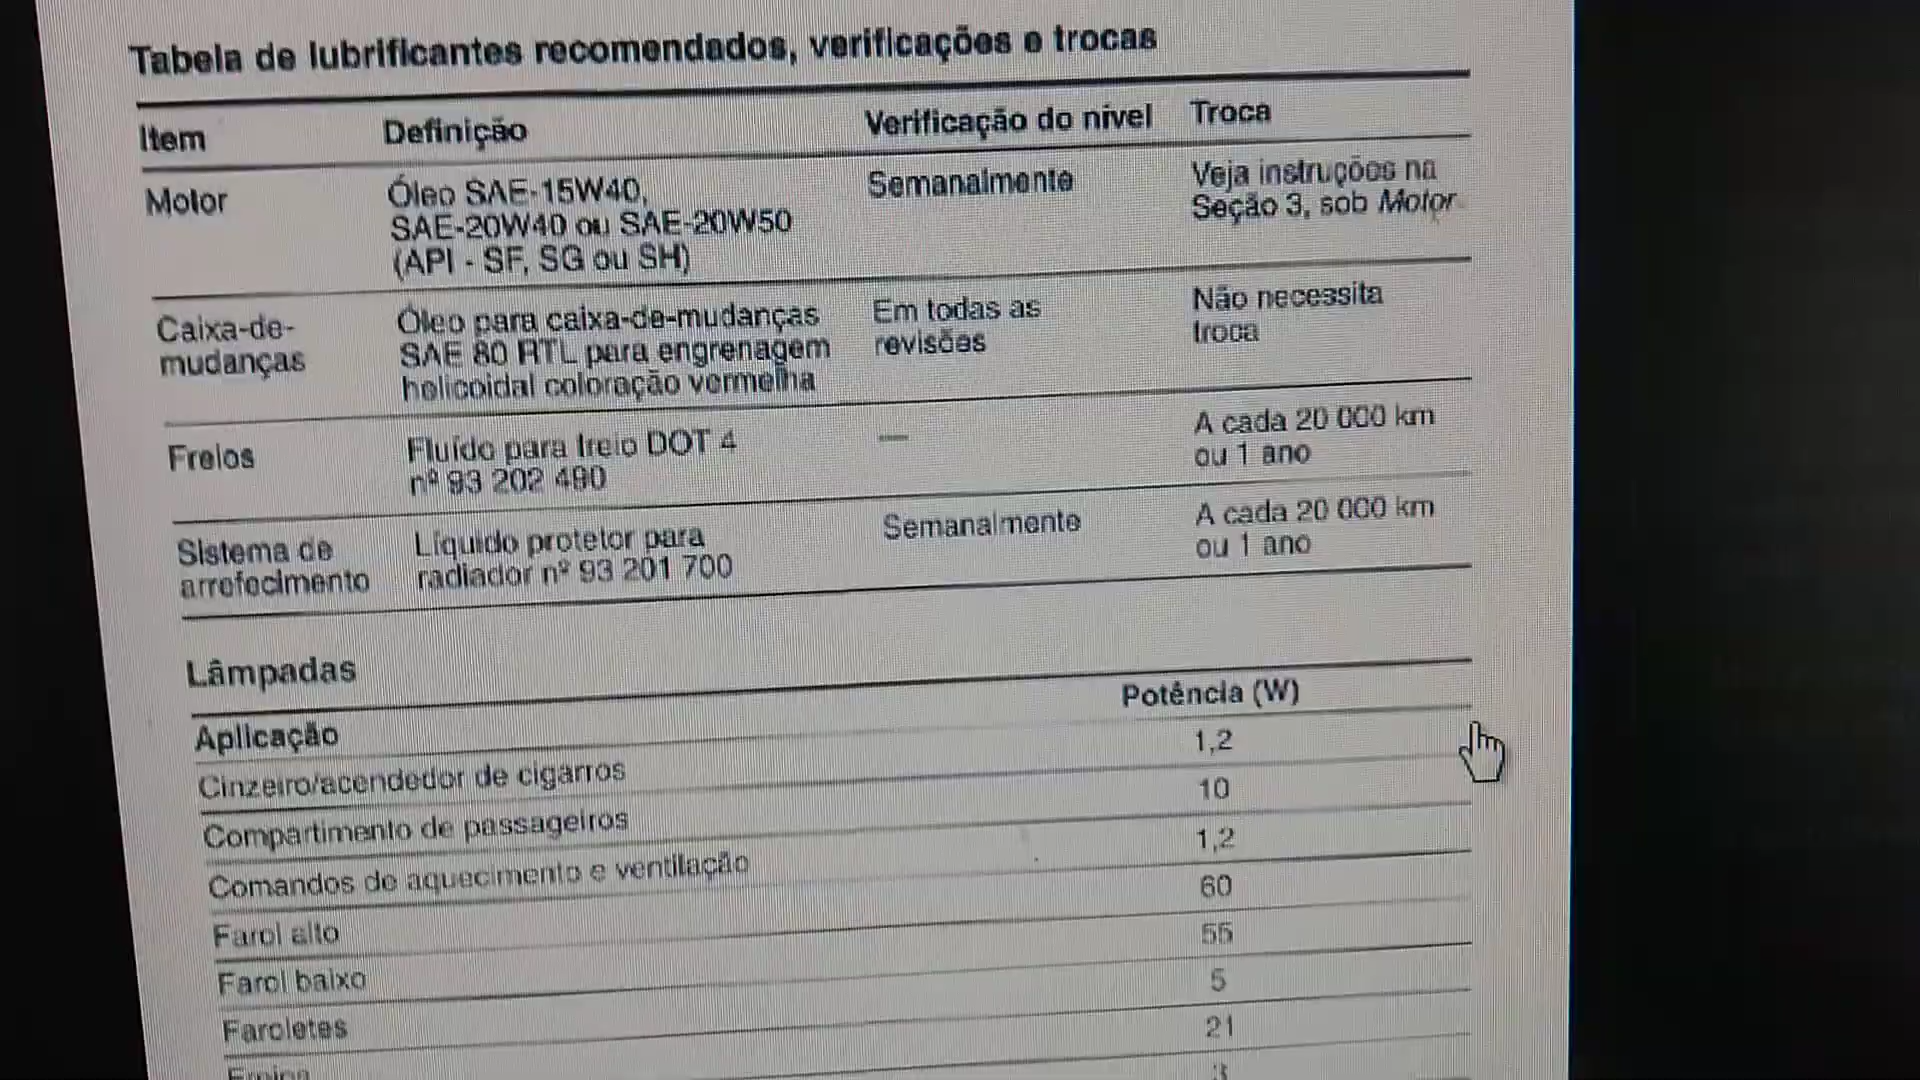 Tabela de lubrificantes recomendados, verificações e trocas
Item Definição Verificação do nível Troca
Motor Óleo SAE-15W40, SAE-20W40 ou SAE-20W50 (API - SF, SG ou SH) Semanalmente Veja instruções na Seção 3, sob Motor
Caixa-de-mudanças Óleo para caixa-de-mudanças SAE 80 RTL para engrenagem helicoidal coloração vermelha Em todas as revisões Não necessita troca
Freios Fluído para freio DOT 4 nº 93 202 490 — A cada 20 000 km ou 1 ano
Sistema de arrefecimento Líquido protetor para radiador nº 93 201 700 Semanalmente A cada 20 000 km ou 1 ano
Lâmpadas
Aplicação Potência (W)
Cinzeiro/acendedor de cigarros 1,2
Compartimento de passageiros 10
Comandos de aquecimento e ventilação 1,2
Farol alto 60
Farol baixo 55
Faroletes 5
21